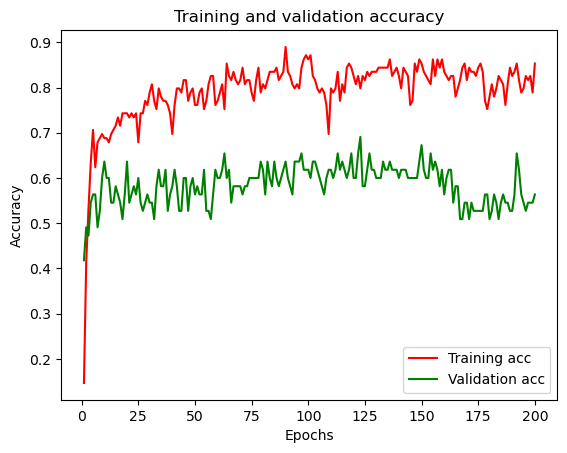 Training and validation accuracy
Accuracy
0.9
0.8
0.7
0.6
0.5
0.4
0.3
0.2
Training acc
Validation acc
0 25 50 75 100 125 150 175 200
Epochs